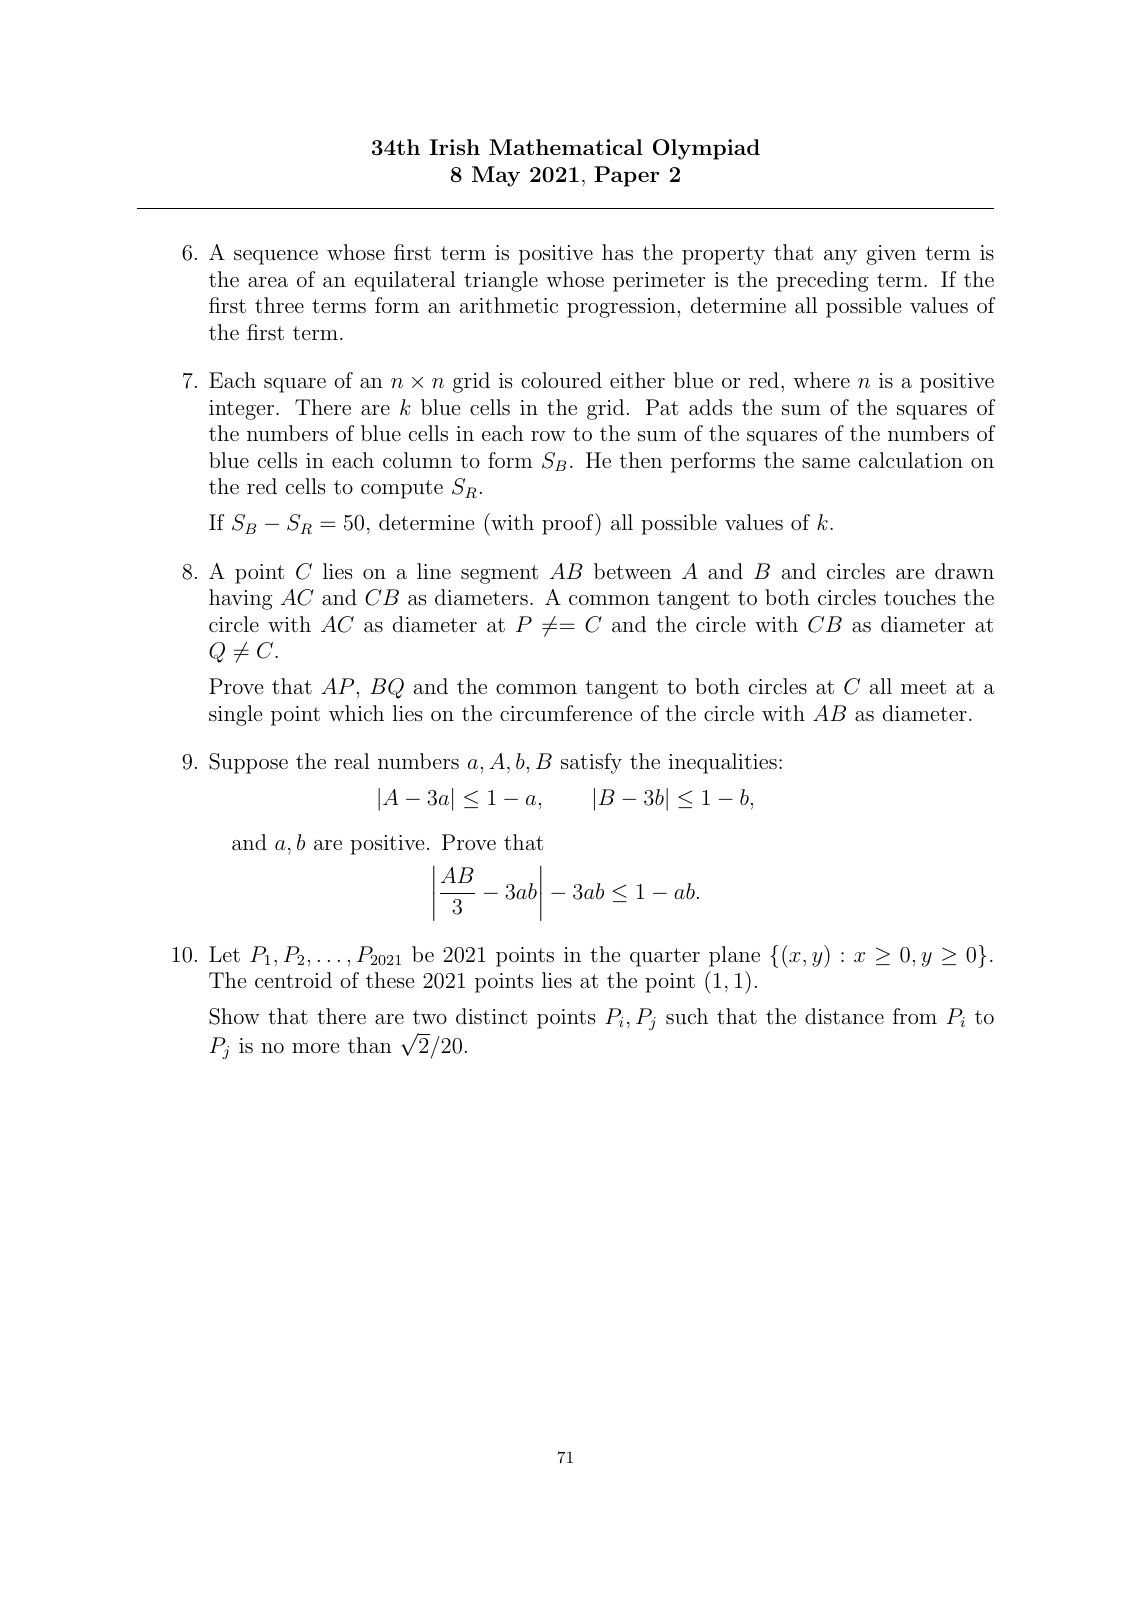 34th Irish Mathematical Olympiad
8 May 2021, Paper 2
6. A sequence whose first term is positive has the property that any given term is
the area of an equilateral triangle whose perimeter is the preceding term. If the
first three terms form an arithmetic progression, determine all possible values of
the first term.
7. Each square of an n × n grid is coloured either blue or red, where n is a positive
integer. There are k blue cells in the grid. Pat adds the sum of the squares of
the numbers of blue cells in each row to the sum of the squares of the numbers of
blue cells in each column to form S_B. He then performs the same calculation on
the red cells to compute S_R.
If S_B − S_R = 50, determine (with proof) all possible values of k.
8. A point C lies on a line segment AB between A and B and circles are drawn
having AC and CB as diameters. A common tangent to both circles touches the
circle with AC as diameter at P ≠= C and the circle with CB as diameter at
Q ≠ C.
Prove that AP, BQ and the common tangent to both circles at C all meet at a
single point which lies on the circumference of the circle with AB as diameter.
9. Suppose the real numbers a, A, b, B satisfy the inequalities:
|A − 3a| ≤ 1 − a, |B − 3b| ≤ 1 − b,
and a, b are positive. Prove that
|AB/3 − 3ab| − 3ab ≤ 1 − ab.
10. Let P_1, P_2, . . . , P_2021 be 2021 points in the quarter plane {(x, y) : x ≥ 0, y ≥ 0}.
The centroid of these 2021 points lies at the point (1, 1).
Show that there are two distinct points P_i, P_j such that the distance from P_i to
P_j is no more than √2/20.
71